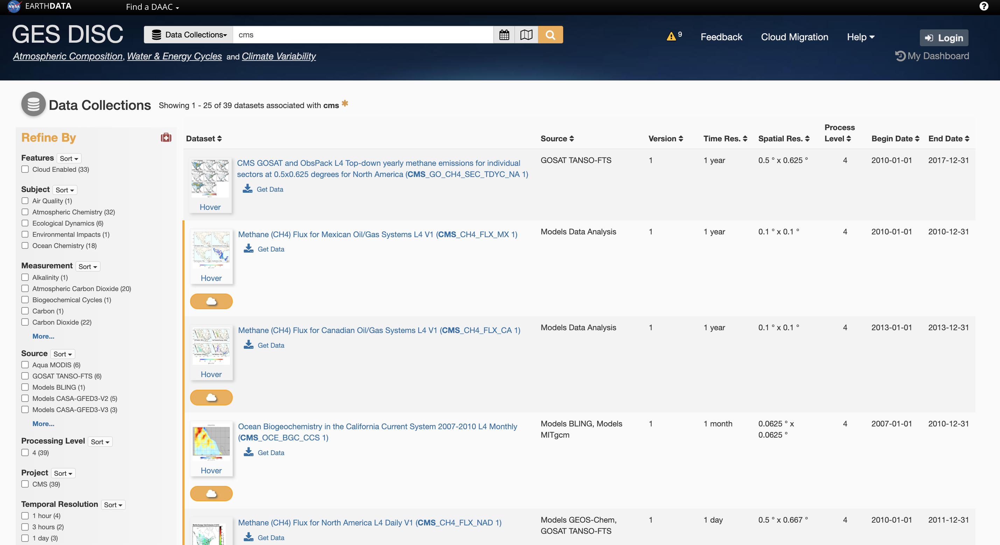 NASA EARTHDATA Find a DAAC
GES DISC Data Collections cms 9 Feedback Cloud Migration Help Login
Atmospheric Composition, Water & Energy Cycles and Climate Variability My Dashboard
Data Collections Showing 1 - 25 of 39 datasets associated with cms *
Refine By
Features Sort
Cloud Enabled (33)
Subject Sort
Air Quality (1)
Atmospheric Chemistry (32)
Ecological Dynamics (6)
Environmental Impacts (1)
Ocean Chemistry (18)
Measurement Sort
Alkalinity (1)
Atmospheric Carbon Dioxide (20)
Biogeochemical Cycles (1)
Carbon (1)
Carbon Dioxide (22)
More...
Source Sort
Aqua MODIS (6)
GOSAT TANSO-FTS (6)
Models BLING (1)
Models CASA-GFED3-V2 (5)
Models CASA-GFED3-V3 (3)
More...
Processing Level Sort
4 (39)
Project Sort
CMS (39)
Temporal Resolution Sort
1 hour (4)
3 hours (2)
1 day (3)
Dataset Source Version Time Res. Spatial Res. Process Level Begin Date End Date
CMS GOSAT and ObsPack L4 Top-down yearly methane emissions for individual
sectors at 0.5x0.625 degrees for North America (CMS_GO_CH4_SEC_TDYC_NA 1)
GOSAT TANSO-FTS 1 1 year 0.5 ° x 0.625 ° 4 2010-01-01 2017-12-31
Get Data
Hover
Methane (CH4) Flux for Mexican Oil/Gas Systems L4 V1 (CMS_CH4_FLX_MX 1)
Models Data Analysis 1 1 year 0.1 ° x 0.1 ° 4 2010-01-01 2010-12-31
Get Data
Hover
Methane (CH4) Flux for Canadian Oil/Gas Systems L4 V1 (CMS_CH4_FLX_CA 1)
Models Data Analysis 1 1 year 0.1 ° x 0.1 ° 4 2013-01-01 2013-12-31
Get Data
Hover
Ocean Biogeochemistry in the California Current System 2007-2010 L4 Monthly
(CMS_OCE_BGC_CCS 1)
Models BLING, Models
MITgcm
1 1 month 0.0625 ° x
0.0625 °
4 2007-01-01 2010-12-31
Get Data
Hover
Methane (CH4) Flux for North America L4 Daily V1 (CMS_CH4_FLX_NAD 1)
Models GEOS-Chem,
GOSAT TANSO-FTS
1 1 day 0.5 ° x 0.667 ° 4 2010-01-01 2011-12-31
Get Data